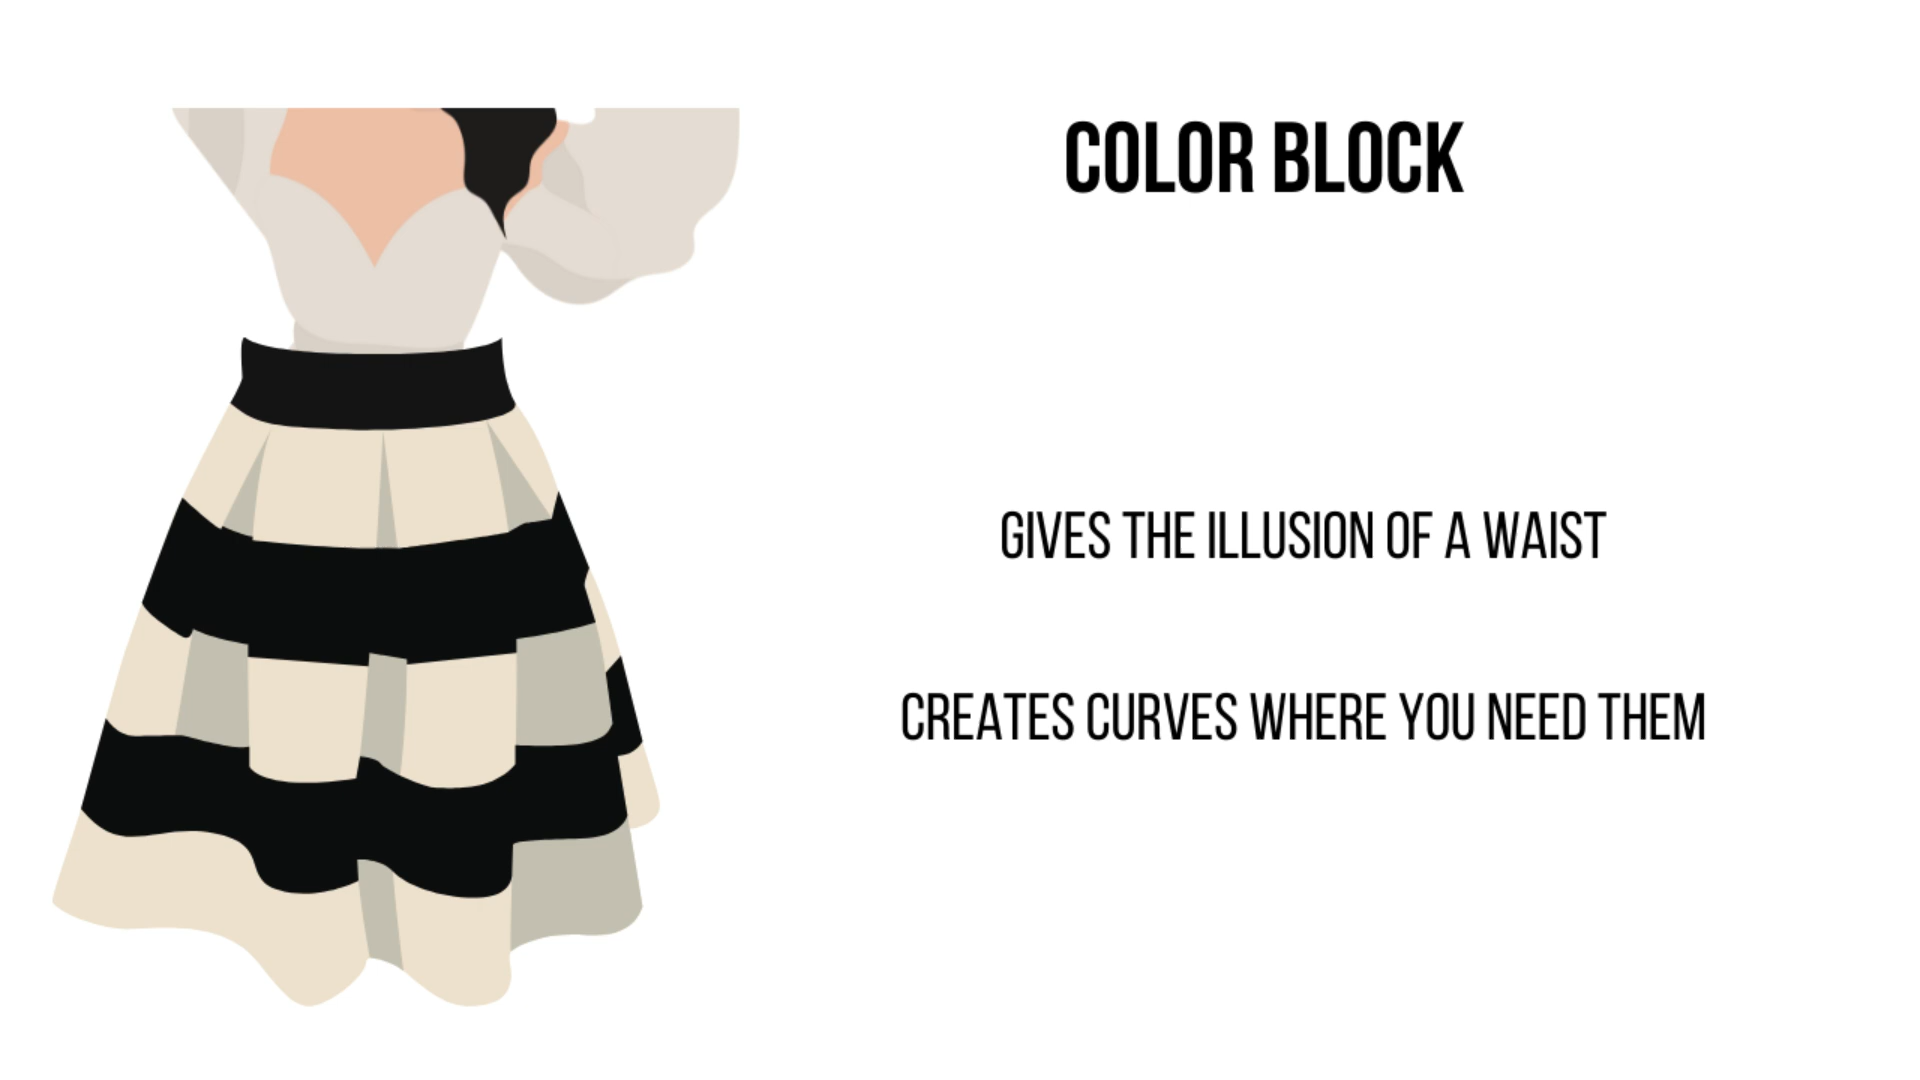 COLOR BLOCK
GIVES THE ILLUSION OF A WAIST
CREATES CURVES WHERE YOU NEED THEM